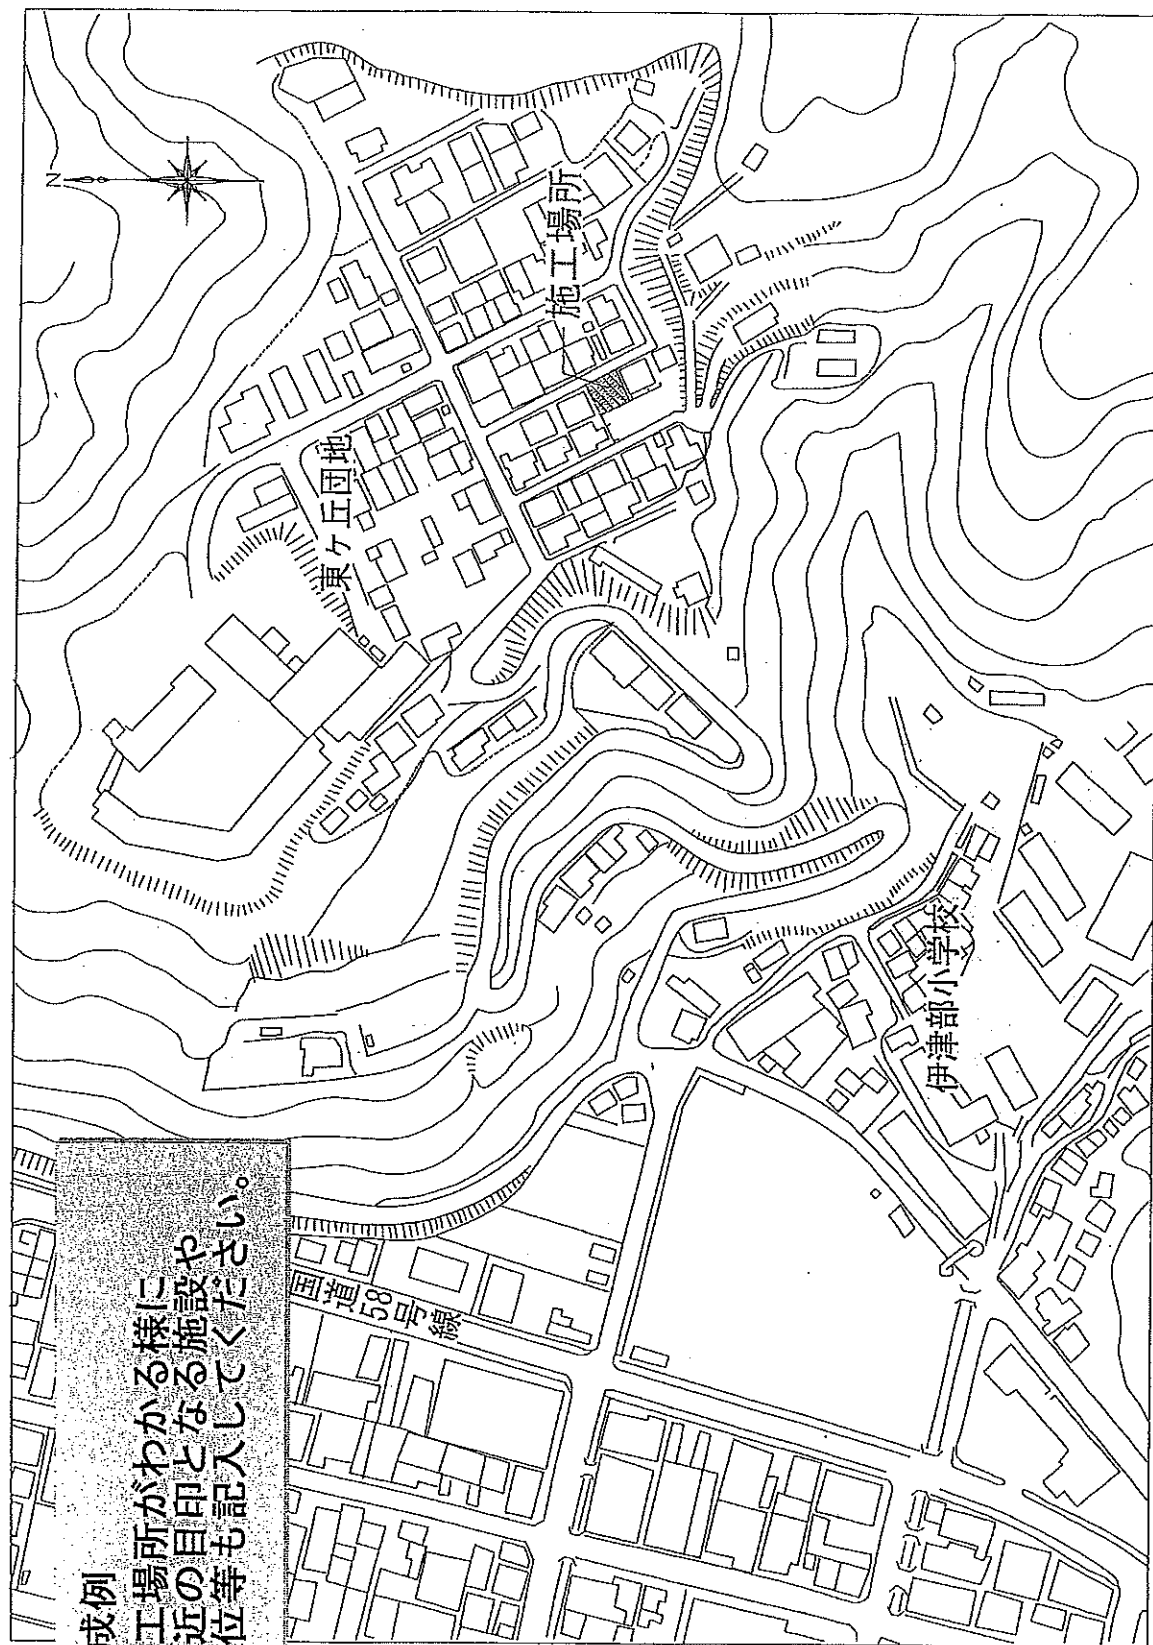 成例
工場所がわかる様に
近の目印となる施設や
位等も記入してください。
国道58号線
東ヶ丘団地
施工場所
伊津部小学校
N